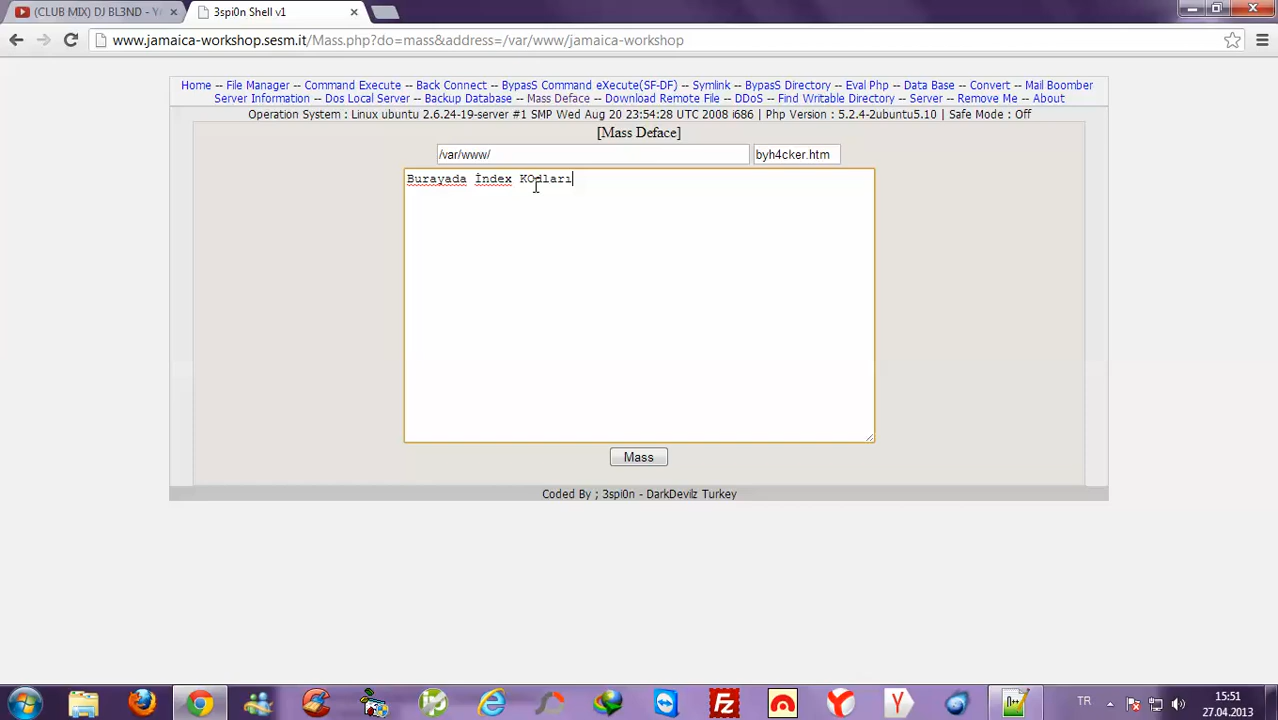 (CLUB MIX) DJ BL3ND - Y
3spi0n Shell v1
www.jamaica-workshop.sesm.it/Mass.php?do=mass&address=/var/www/jamaica-workshop
Home -- File Manager -- Command Execute -- Back Connect -- BypasS Command eXecute(SF-DF) -- Symlink -- BypasS Directory -- Eval Php -- Data Base -- Convert -- Mail Boomber
Server Information -- Dos Local Server -- Backup Database -- Mass Deface -- Download Remote File -- DDoS -- Find Writable Directory -- Server -- Remove Me -- About
Operation System : Linux ubuntu 2.6.24-19-server #1 SMP Wed Aug 20 23:54:28 UTC 2008 i686 | Php Version : 5.2.4-2ubuntu5.10 | Safe Mode : Off
[Mass Deface]
/var/www/ byh4cker.htm
Burayada İndex KOdları
Mass
Coded By ; 3spi0n - DarkDevilz Turkey
TR
15:51
27.04.2013